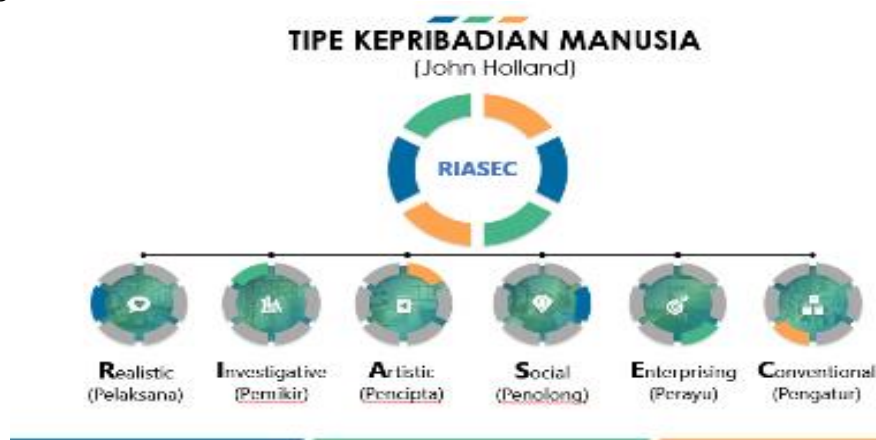 TIPE KEPRIBADIAN MANUSIA
(John Holland)
RIASEC
Realistic
(Pelaksana)
Investigative
(Pemikir)
Artistic
(Pencipta)
Social
(Penolong)
Enterprising
(Perayu)
Conventional
(Pengatur)